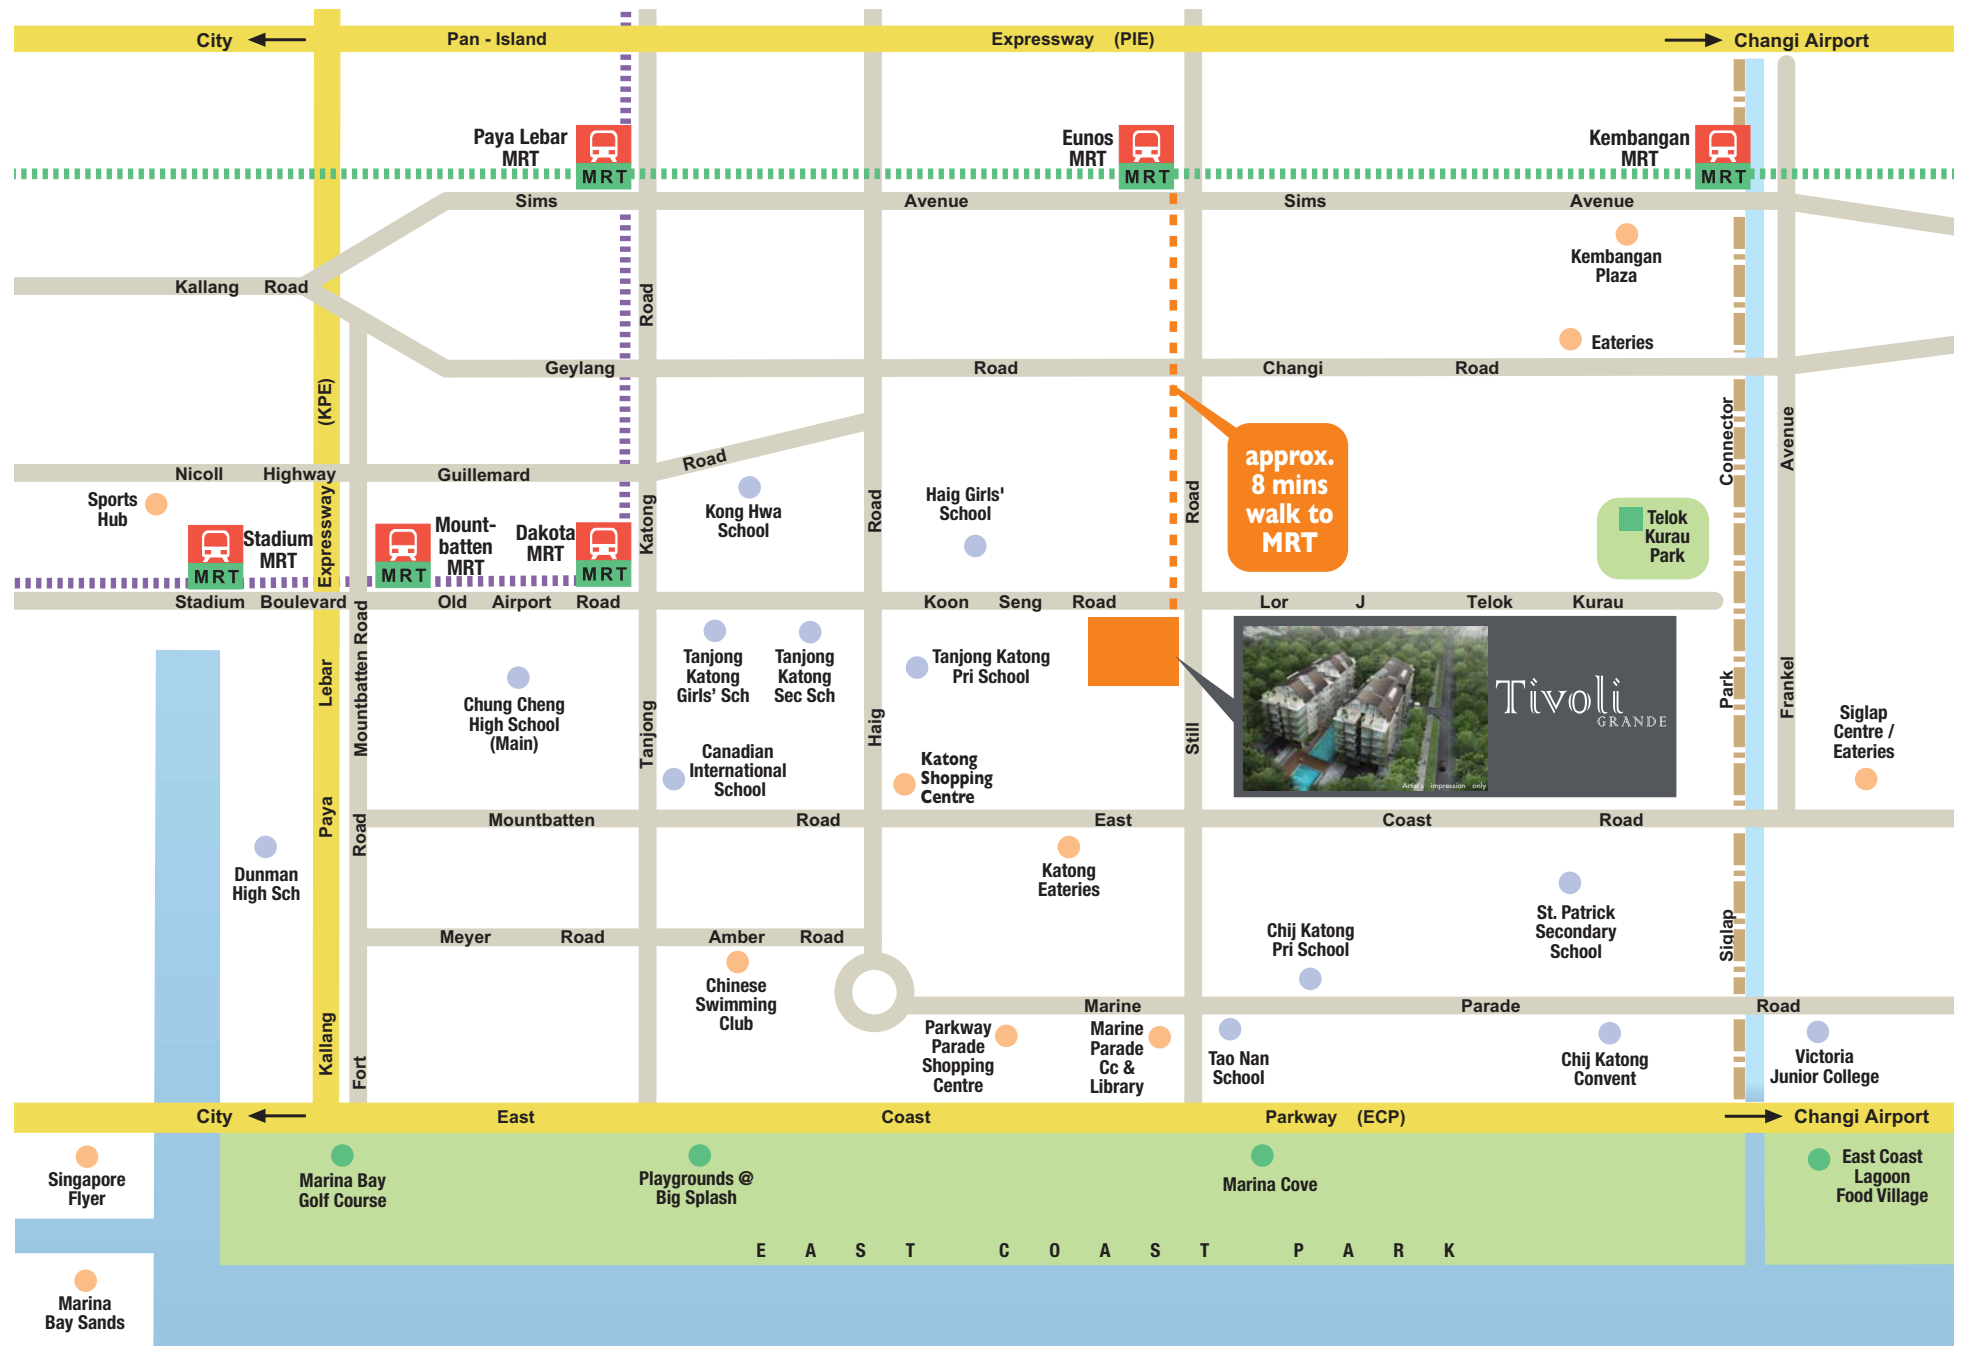 City
Pan - Island
Expressway (PIE)
Changi Airport
Paya Lebar
MRT
MRT
Eunos
MRT
MRT
Kembangan
MRT
MRT
Sims
Avenue
Sims
Avenue
Kembangan
Plaza
Kallang Road
Road
Eateries
Geylang
Road
Changi
Road
(KPE)
approx.
8 mins
walk to
MRT
Connector
Avenue
Nicoll Highway
Guillemard
Road
Sports
Hub
Expressway
Kong Hwa
School
Haig Girls'
School
Road
Road
Telok
Kurau
Park
Stadium
MRT
MRT
Mount-
batten
MRT
MRT
Dakota
MRT
MRT
Katong
Stadium Boulevard
Old Airport Road
Koon Seng Road
Lor J Telok Kurau
Lebar
Mountbatten Road
Chung Cheng
High School
(Main)
Tanjong
Katong
Girls' Sch
Tanjong
Katong
Sec Sch
Tanjong Katong
Pri School
Tivoli
GRANDE
Artist's impression only
Park
Frankel
Tanjong
Haig
Still
Canadian
International
School
Katong
Shopping
Centre
Siglap
Centre /
Eateries
Paya
Road
Mountbatten
Road
East
Coast
Road
Dunman
High Sch
Katong
Eateries
Meyer Road
Amber Road
Chinese
Swimming
Club
Chij Katong
Pri School
St. Patrick
Secondary
School
Siglap
Marine
Parade
Road
Kallang
Fort
Parkway
Parade
Shopping
Centre
Marine
Parade
Cc &
Library
Tao Nan
School
Chij Katong
Convent
Victoria
Junior College
City
East
Coast
Parkway (ECP)
Changi Airport
Singapore
Flyer
Marina Bay
Golf Course
Playgrounds @
Big Splash
Marina Cove
East Coast
Lagoon
Food Village
EAST COAST PARK
Marina
Bay Sands